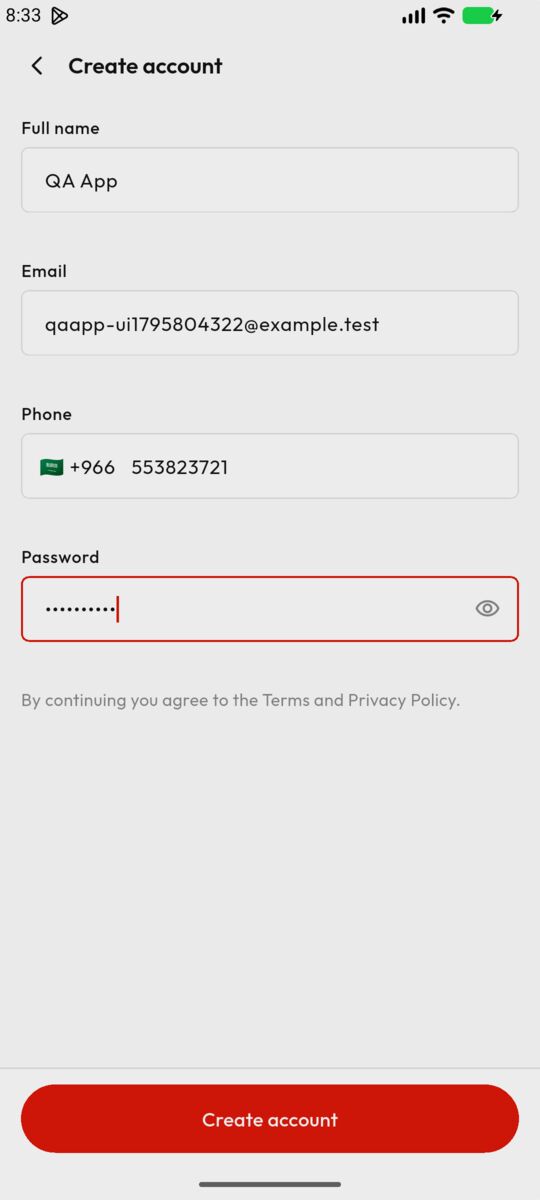 8:33
Create account
Full name
QA App
Email
qaapp-ui1795804322@example.test
Phone
+966 553823721
Password
••••••••••
By continuing you agree to the Terms and Privacy Policy.
Create account